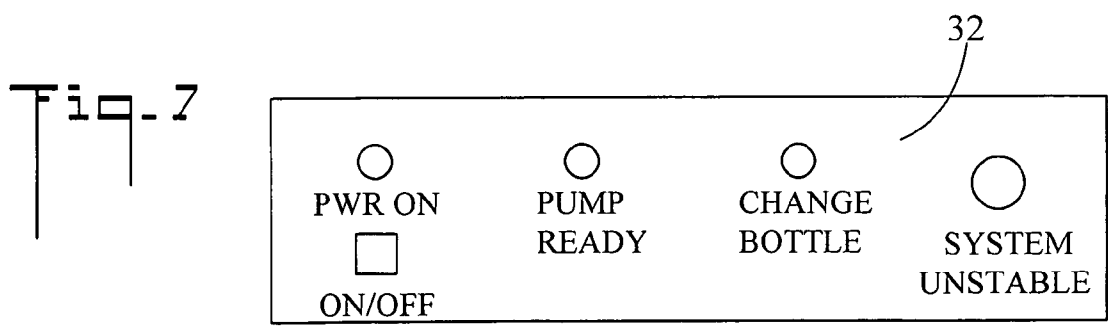 32
Fig. 7
PWR ON
PUMP
READY
CHANGE
BOTTLE
SYSTEM
UNSTABLE
ON/OFF